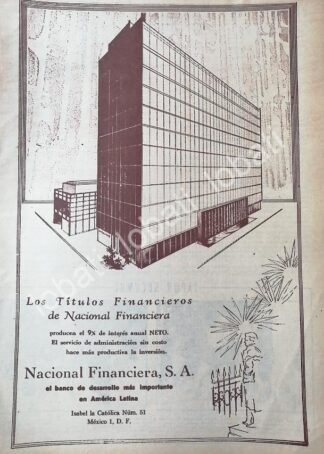 Los Títulos Financieros
de Nacional Financiera
producen el 9% de interés anual NETO.
El servicio de administración sin costo
hace más productiva la inversión.
Nacional Financiera, S. A.
el banco de desarrollo más importante
en América Latina
Isabel la Católica Núm. 51
México 1, D. F.